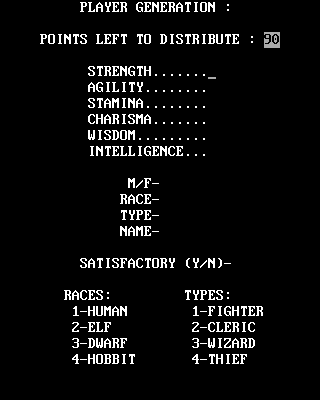 PLAYER GENERATION :
POINTS LEFT TO DISTRIBUTE : 90
STRENGTH......._
AGILITY........
STAMINA........
CHARISMA.......
WISDOM.........
INTELLIGENCE...
M/F-
RACE-
TYPE-
NAME-
SATISFACTORY (Y/N)-
RACES: TYPES:
1-HUMAN 1-FIGHTER
2-ELF 2-CLERIC
3-DWARF 3-WIZARD
4-HOBBIT 4-THIEF